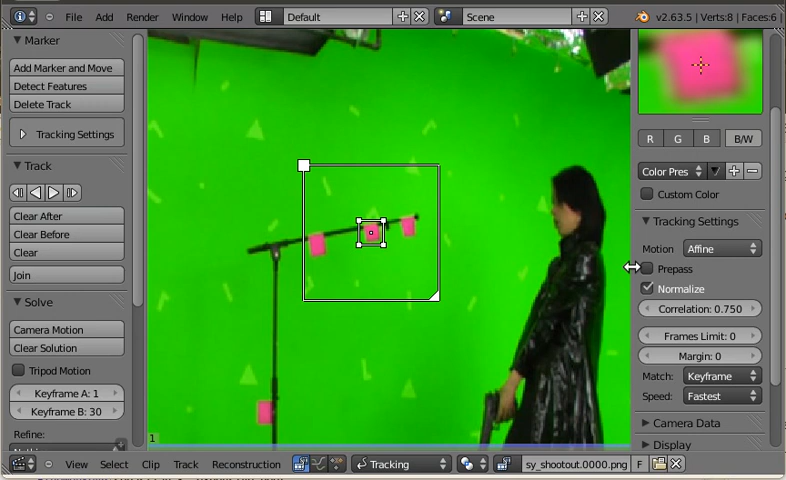 File Add Render Window Help Default Scene v2.63.5 | Verts:8 | Faces:6 |
Marker
Add Marker and Move
Detect Features
Delete Track
Tracking Settings
Track
Clear After
Clear Before
Clear
Join
Solve
Camera Motion
Clear Solution
Tripod Motion
Keyframe A: 1
Keyframe B: 30
Refine:
1
R G B B/W
Color Pres
Custom Color
Tracking Settings
Motion Affine
Prepass
Normalize
Correlation: 0.750
Frames Limit: 0
Margin: 0
Match: Keyframe
Speed: Fastest
Camera Data
Display
View Select Clip Track Reconstruction Tracking sy_shootout.0000.png F